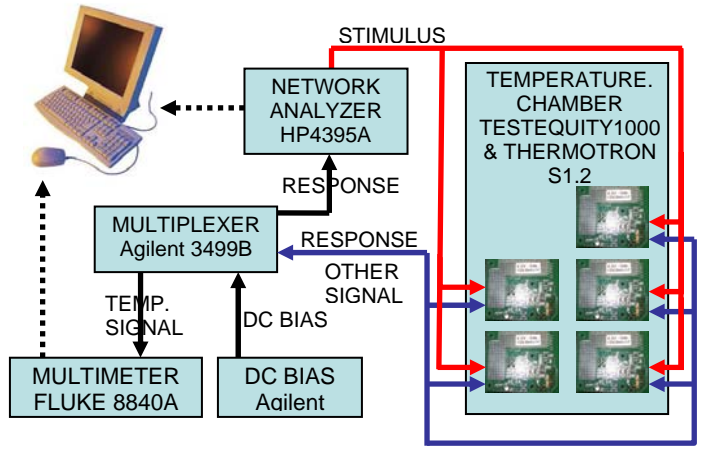 STIMULUS
NETWORK
ANALYZER
HP4395A
TEMPERATURE.
CHAMBER
TESTEQUITY1000
& THERMOTRON
S1.2
RESPONSE
MULTIPLEXER
Agilent 3499B
RESPONSE
OTHER
SIGNAL
TEMP.
SIGNAL
DC BIAS
MULTIMETER
FLUKE 8840A
DC BIAS
Agilent